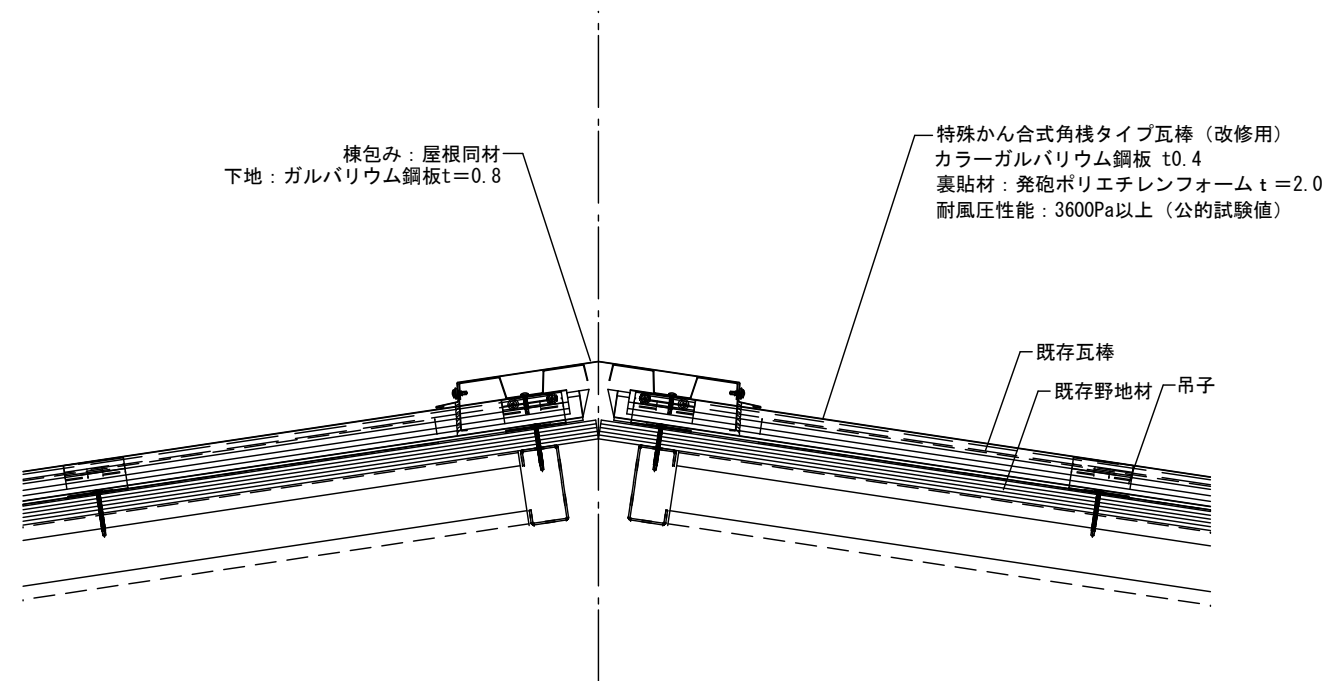 棟包み：屋根同材
下地：ガルバリウム鋼板t＝0.8
特殊かん合式角桟タイプ瓦棒（改修用）
カラーガルバリウム鋼板 t0.4
裏貼材：発砲ポリエチレンフォームｔ＝2.0
耐風圧性能：3600Pa以上（公的試験値）
既存瓦棒
既存野地材
吊子